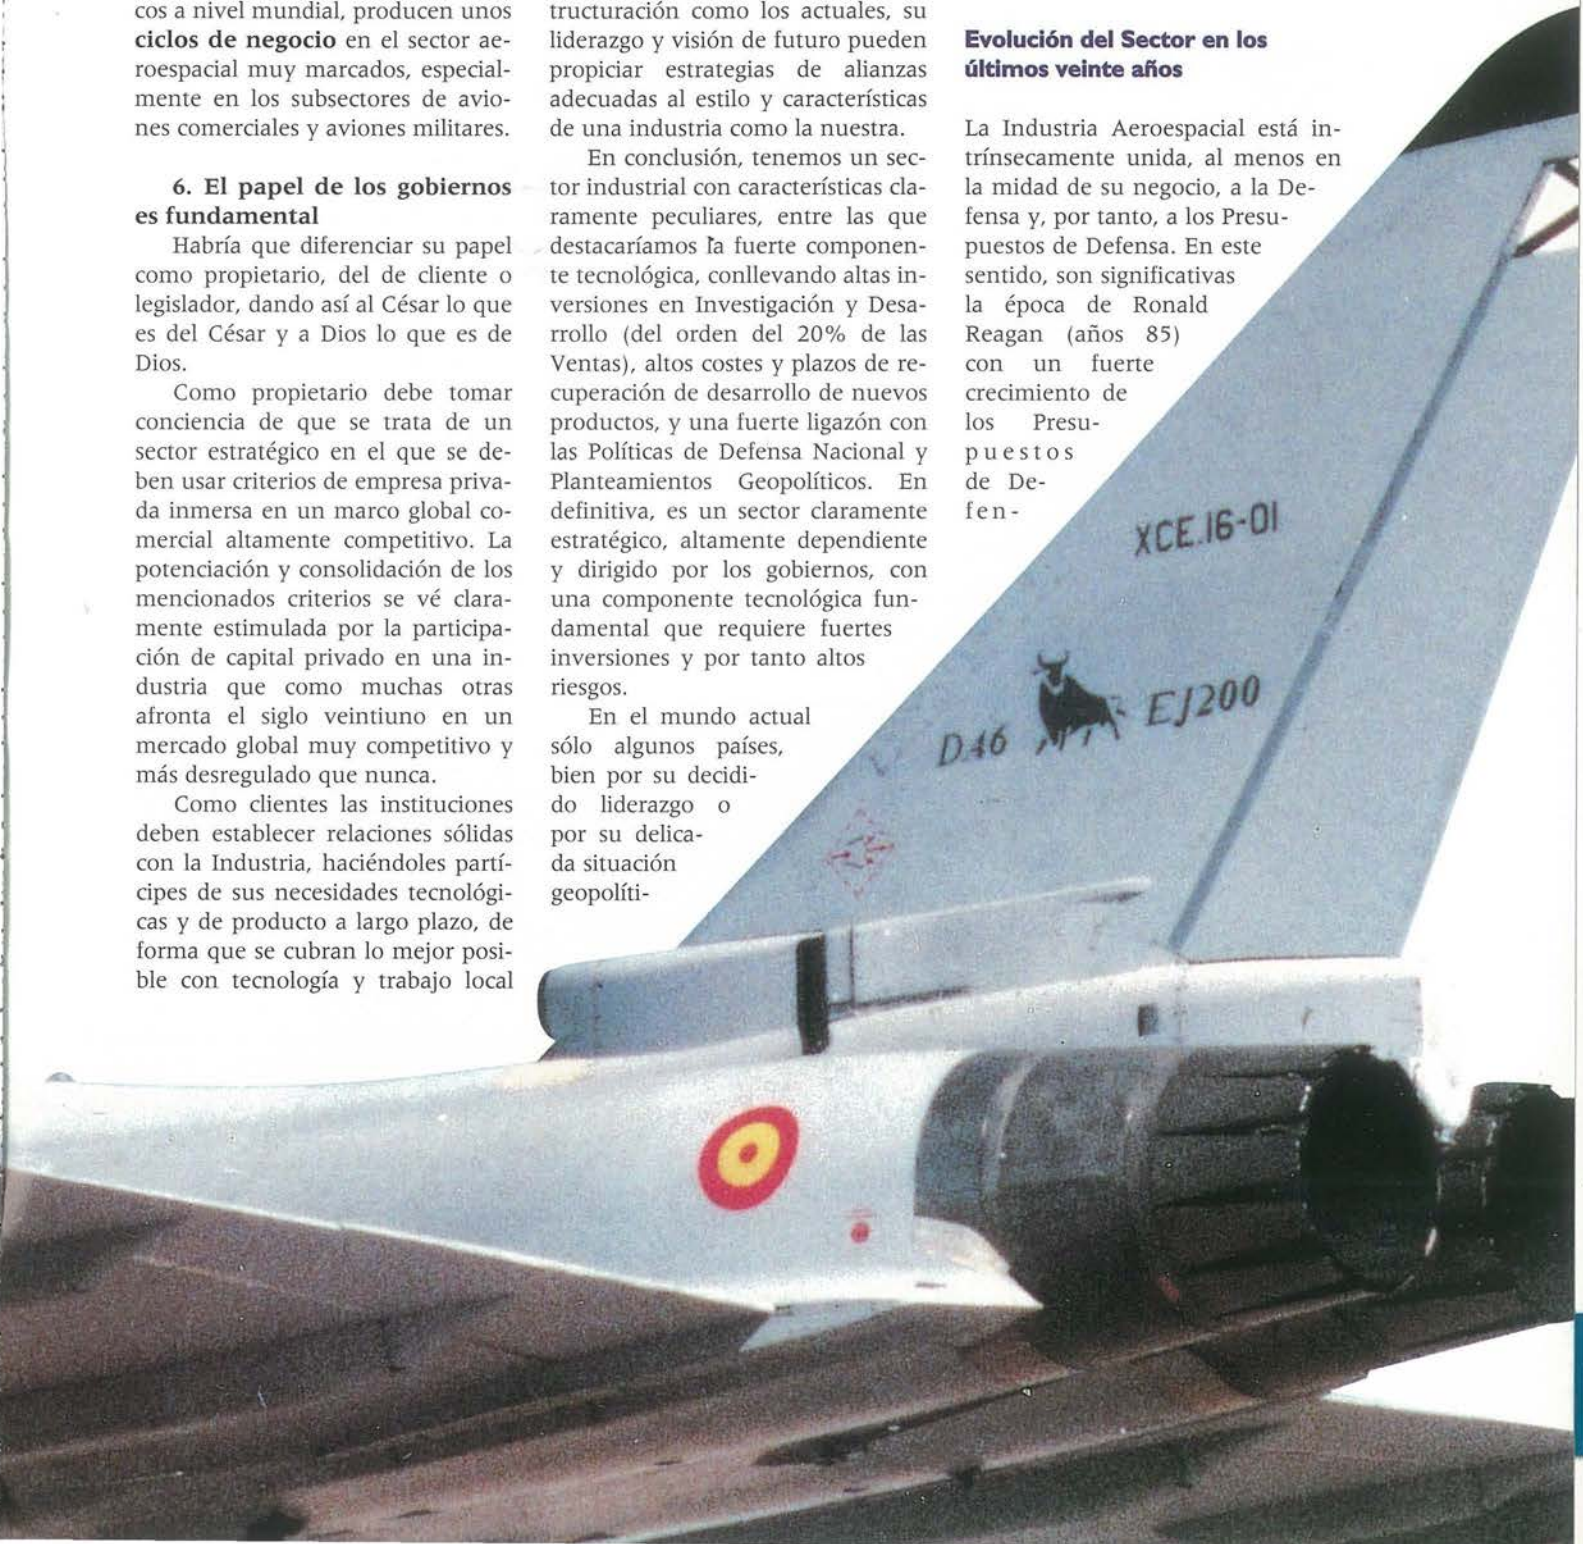 cos a nivel mundial, producen unos
ciclos de negocio en el sector ae-
roespacial muy marcados, especial-
mente en los subsectores de avio-
nes comerciales y aviones militares.
6. El papel de los gobiernos
es fundamental
Habría que diferenciar su papel
como propietario, del de cliente o
legislador, dando así al César lo que
es del César y a Dios lo que es de
Dios.
Como propietario debe tomar
conciencia de que se trata de un
sector estratégico en el que se de-
ben usar criterios de empresa priva-
da inmersa en un marco global co-
mercial altamente competitivo. La
potenciación y consolidación de los
mencionados criterios se vé clara-
mente estimulada por la participa-
ción de capital privado en una in-
dustria que como muchas otras
afronta el siglo veintiuno en un
mercado global muy competitivo y
más desregulado que nunca.
Como clientes las instituciones
deben establecer relaciones sólidas
con la Industria, haciéndoles partí-
cipes de sus necesidades tecnológi-
cas y de producto a largo plazo, de
forma que se cubran lo mejor posi-
ble con tecnología y trabajo local
tructuración como los actuales, su
liderazgo y visión de futuro pueden
propiciar estrategias de alianzas
adecuadas al estilo y características
de una industria como la nuestra.
En conclusión, tenemos un sec-
tor industrial con características cla-
ramente peculiares, entre las que
destacaríamos la fuerte componen-
te tecnológica, conllevando altas in-
versiones en Investigación y Desa-
rrollo (del orden del 20% de las
Ventas), altos costes y plazos de re-
cuperación de desarrollo de nuevos
productos, y una fuerte ligazón con
las Políticas de Defensa Nacional y
Planteamientos Geopolíticos. En
definitiva, es un sector claramente
estratégico, altamente dependiente
y dirigido por los gobiernos, con
una componente tecnológica fun-
damental que requiere fuertes
inversiones y por tanto altos
riesgos.
En el mundo actual
sólo algunos países,
bien por su decidi-
do liderazgo o
por su delica-
da situación
geopolíti-
Evolución del Sector en los
últimos veinte años
La Industria Aeroespacial está in-
trínsecamente unida, al menos en
la midad de su negocio, a la De-
fensa y, por tanto, a los Presu-
puestos de Defensa. En este
sentido, son significativas
la época de Ronald
Reagan (años 85)
con un fuerte
crecimiento de
los Presu-
puestos
de De-
fen-
XCE.16-01
DA6 EJ200